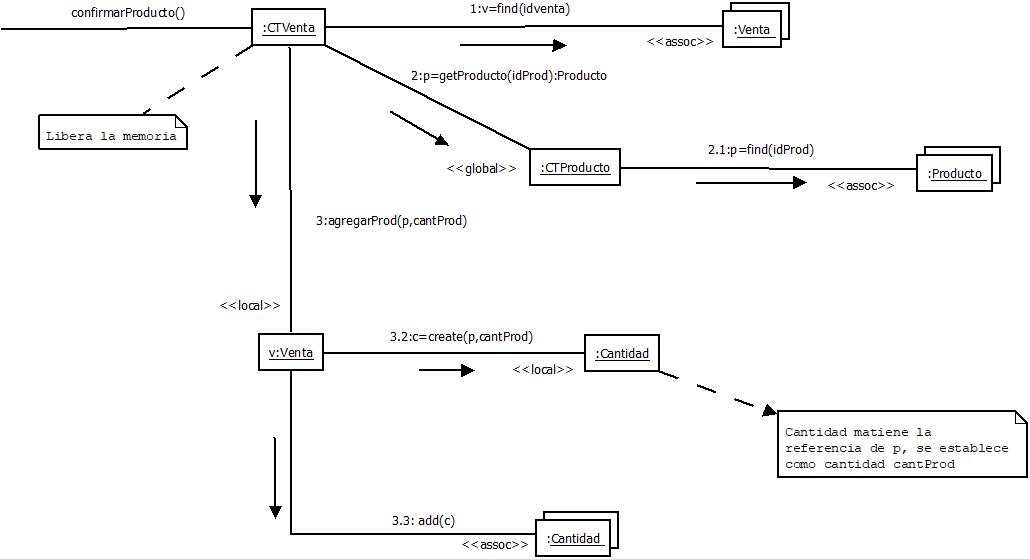 confirmarProducto()
:CTVenta
1:v=find(idventa)
<<assoc>>
:Venta
2:p=getProducto(idProd):Producto
Libera la memoria
<<global>>
:CTProducto
2.1:p=find(idProd)
<<assoc>>
:Producto
3:agregarProd(p,cantProd)
<<local>>
v:Venta
3.2:c=create(p,cantProd)
<<local>>
:Cantidad
Cantidad matiene la
referencia de p, se establece
como cantidad cantProd
3.3: add(c)
<<assoc>>
:Cantidad